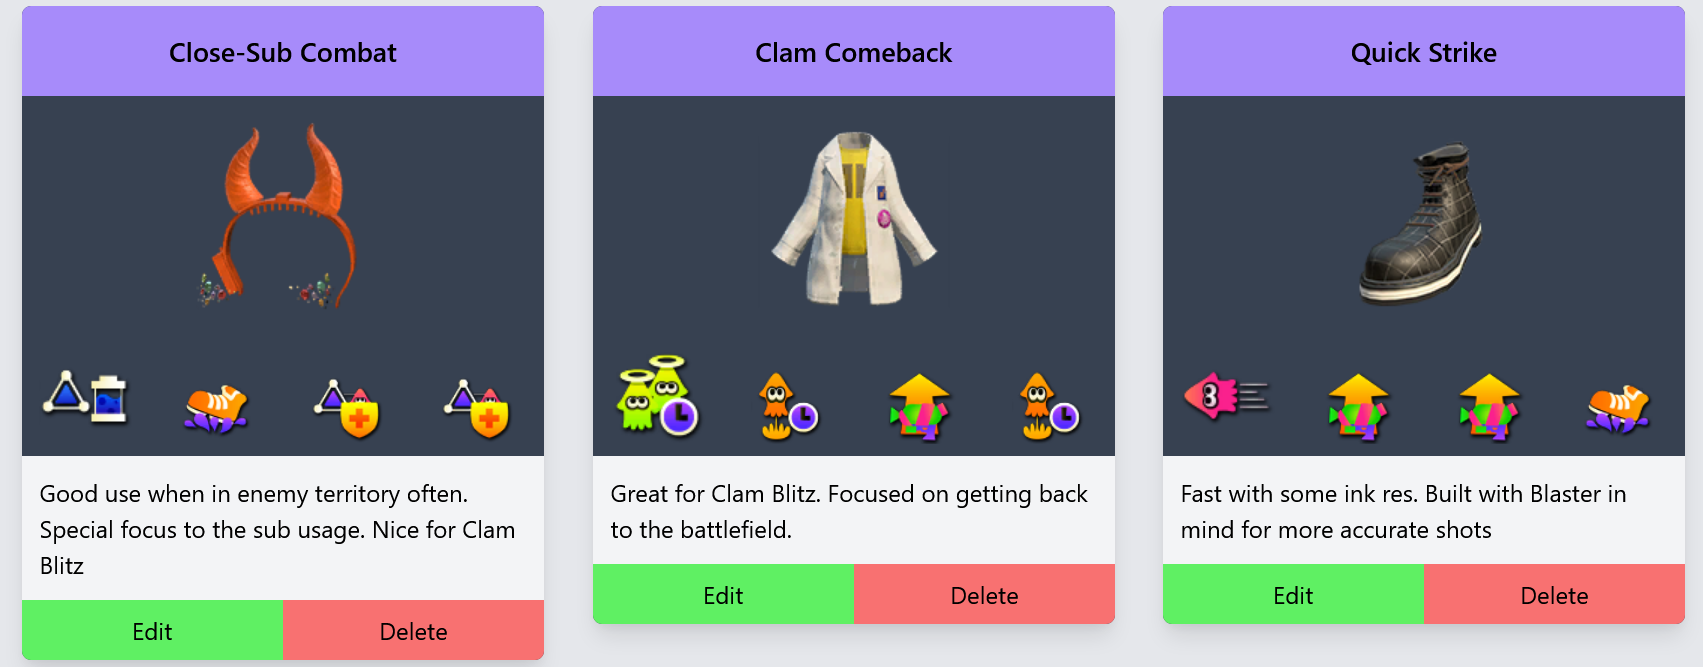 Close-Sub Combat
Good use when in enemy territory often.
Special focus to the sub usage. Nice for Clam
Blitz
Edit
Delete
Clam Comeback
Great for Clam Blitz. Focused on getting back
to the battlefield.
Edit
Delete
Quick Strike
Fast with some ink res. Built with Blaster in
mind for more accurate shots
Edit
Delete